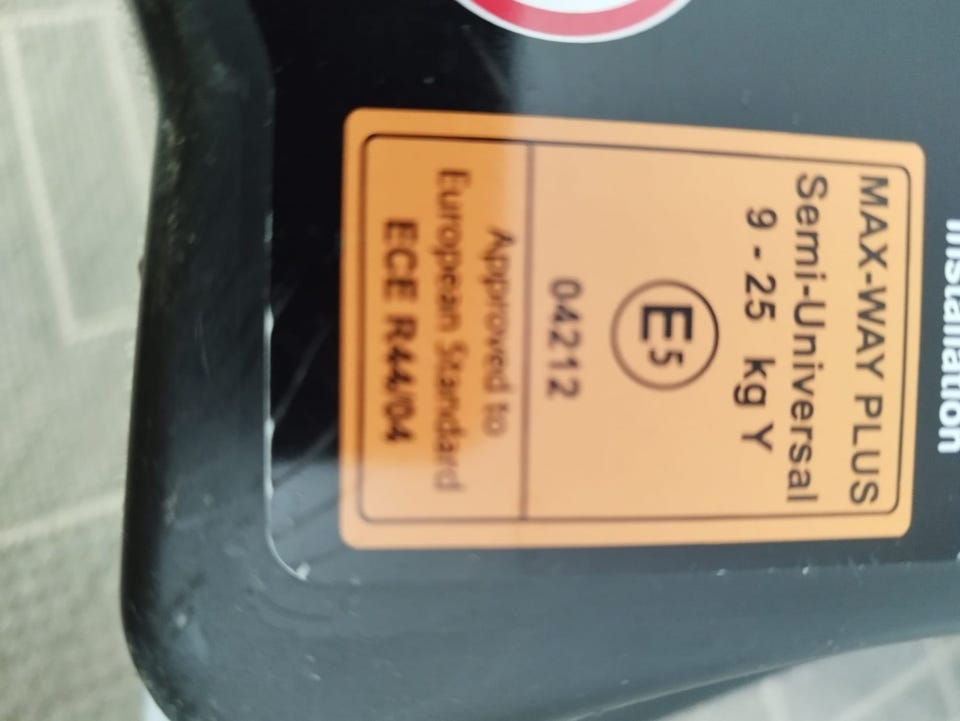 Installation
MAX-WAY PLUS
Semi-Universal
9 - 25 kg Y
E5
04212
Approved to
European Standard
ECE R44/04